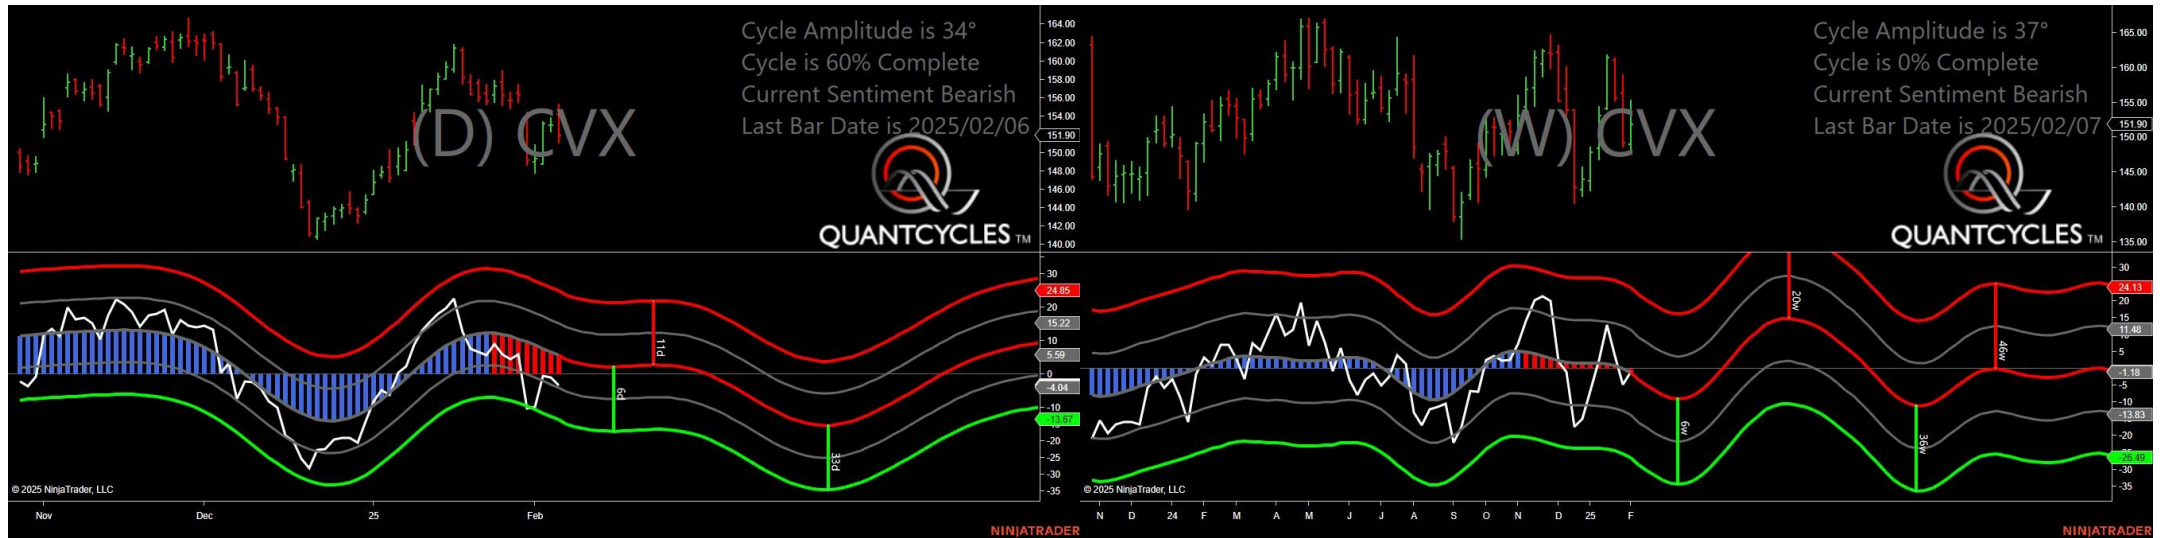 Cycle Amplitude is 34°
Cycle is 60% Complete
Current Sentiment Bearish
Last Bar Date is 2025/02/06
(D) CVX
QUANTCYCLES TM
164.00
162.00
160.00
158.00
156.00
154.00
151.90
150.00
148.00
146.00
144.00
142.00
140.00
30
24.85
20
15.22
10
5.59
0
-4.04
-10
-13.67
-20
-25
-30
-35
11d
6d
33d
© 2025 NinjaTrader, LLC
Nov
Dec
25
Feb
NINJATRADER
Cycle Amplitude is 37°
Cycle is 0% Complete
Current Sentiment Bearish
Last Bar Date is 2025/02/07
(W) CVX
QUANTCYCLES TM
165.00
160.00
155.00
151.90
150.00
145.00
140.00
135.00
30
24.13
20
15
11.48
5
-1.18
-5
-10
-13.83
-20
-26.49
-30
-35
20w
46w
6w
36w
© 2025 NinjaTrader, LLC
N
D
24
F
M
A
M
J
J
A
S
O
N
D
25
F
NINJATRADER